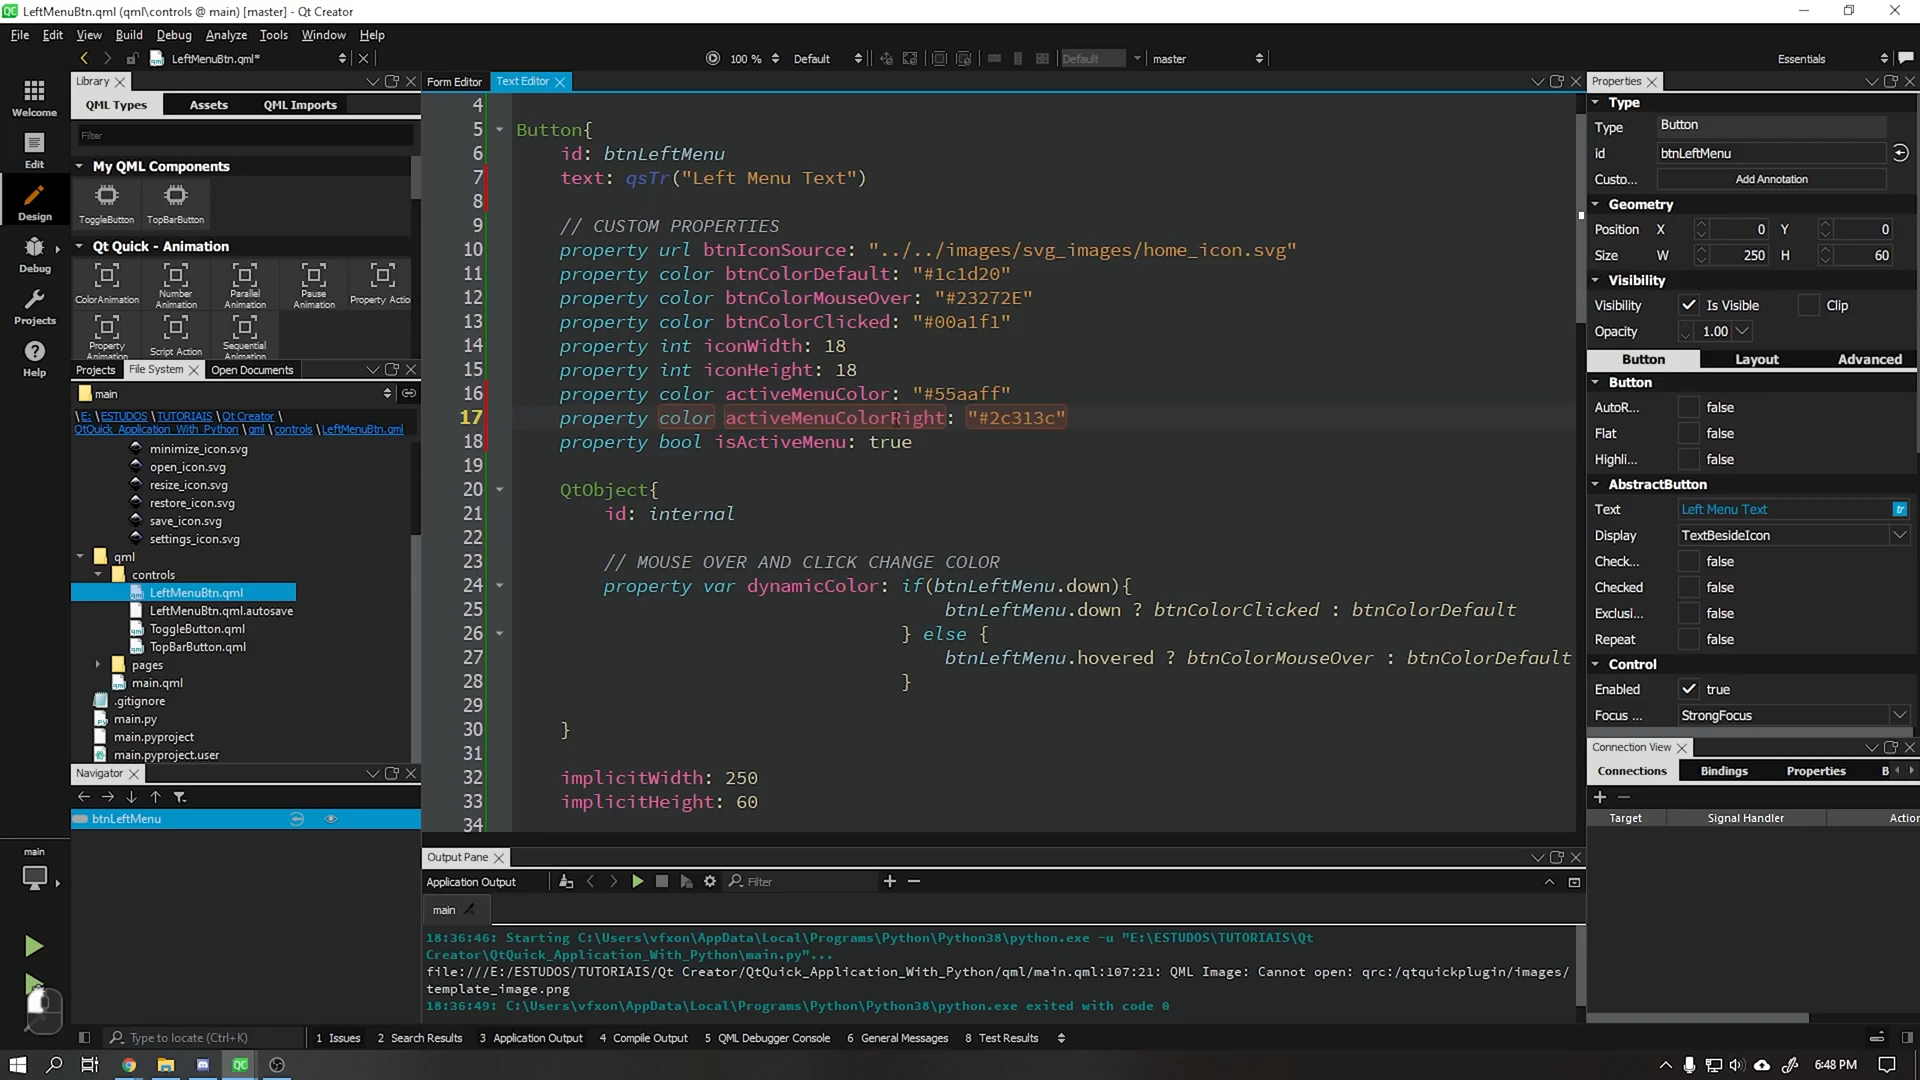 LeftMenuBtn.qml (qml\controls @ main) [master] - Qt Creator
File Edit View Build Debug Analyze Tools Window Help
LeftMenuBtn.qml* 100 % Default Default master Essentials
Library Form Editor Text Editor Properties
QML Types Assets QML Imports
Filter
My QML Components
ToggleButton TopBarButton
Qt Quick - Animation
ColorAnimation Number Animation Parallel Animation Pause Animation Property Actio
Property Animation Script Action Sequential Animation
Welcome
Edit
Design
Debug
Projects
Help
Projects File System Open Documents
main
\E: \ESTUDOS \TUTORIAIS \Qt Creator \
QtQuick_Application_With_Python \qml \controls \LeftMenuBtn.qml
minimize_icon.svg
open_icon.svg
resize_icon.svg
restore_icon.svg
save_icon.svg
settings_icon.svg
qml
controls
LeftMenuBtn.qml
LeftMenuBtn.qml.autosave
ToggleButton.qml
TopBarButton.qml
pages
main.qml
.gitignore
main.py
main.pyproject
main.pyproject.user
Navigator
btnLeftMenu
main
4
5 Button{
6 id: btnLeftMenu
7 text: qsTr("Left Menu Text")
8
9 // CUSTOM PROPERTIES
10 property url btnIconSource: "../../images/svg_images/home_icon.svg"
11 property color btnColorDefault: "#1c1d20"
12 property color btnColorMouseOver: "#23272E"
13 property color btnColorClicked: "#00a1f1"
14 property int iconWidth: 18
15 property int iconHeight: 18
16 property color activeMenuColor: "#55aaff"
17 property color activeMenuColorRight: "#2c313c"
18 property bool isActiveMenu: true
19
20 QtObject{
21 id: internal
22
23 // MOUSE OVER AND CLICK CHANGE COLOR
24 property var dynamicColor: if(btnLeftMenu.down){
25 btnLeftMenu.down ? btnColorClicked : btnColorDefault
26 } else {
27 btnLeftMenu.hovered ? btnColorMouseOver : btnColorDefault
28 }
29
30 }
31
32 implicitWidth: 250
33 implicitHeight: 60
34
Type
Type Button
id btnLeftMenu
Custo... Add Annotation
Geometry
Position X 0 Y 0
Size W 250 H 60
Visibility
Visibility Is Visible Clip
Opacity 1.00
Button Layout Advanced
Button
AutoR... false
Flat false
Highli... false
AbstractButton
Text Left Menu Text tr
Display TextBesideIcon
Check... false
Checked false
Exclusi... false
Repeat false
Control
Enabled true
Focus ... StrongFocus
Connection View
Connections Bindings Properties B
Target Signal Handler Action
Output Pane
Application Output Filter
main
18:36:46: Starting C:\Users\vfxon\AppData\Local\Programs\Python\Python38\python.exe -u "E:\ESTUDOS\TUTORIAIS\Qt
Creator\QtQuick_Application_With_Python\main.py"...
file:///E:/ESTUDOS/TUTORIAIS/Qt Creator/QtQuick_Application_With_Python/qml/main.qml:107:21: QML Image: Cannot open: qrc:/qtquickplugin/images/
template_image.png
18:36:49: C:\Users\vfxon\AppData\Local\Programs\Python\Python38\python.exe exited with code 0
Type to locate (Ctrl+K) 1 Issues 2 Search Results 3 Application Output 4 Compile Output 5 QML Debugger Console 6 General Messages 8 Test Results
6:48 PM